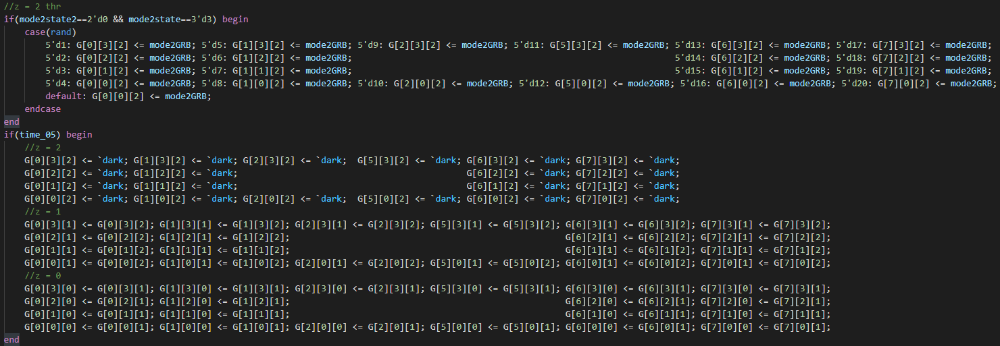 //z = 2 thr
if(mode2state2==2'd0 && mode2state==3'd3) begin
case(rand)
5'd1: G[0][3][2] <= mode2GRB; 5'd5: G[1][3][2] <= mode2GRB; 5'd9: G[2][3][2] <= mode2GRB; 5'd11: G[5][3][2] <= mode2GRB; 5'd13: G[6][3][2] <= mode2GRB; 5'd17: G[7][3][2] <= mode2GRB;
5'd2: G[0][2][2] <= mode2GRB; 5'd6: G[1][2][2] <= mode2GRB; 5'd14: G[6][2][2] <= mode2GRB; 5'd18: G[7][2][2] <= mode2GRB;
5'd3: G[0][1][2] <= mode2GRB; 5'd7: G[1][1][2] <= mode2GRB; 5'd15: G[6][1][2] <= mode2GRB; 5'd19: G[7][1][2] <= mode2GRB;
5'd4: G[0][0][2] <= mode2GRB; 5'd8: G[1][0][2] <= mode2GRB; 5'd10: G[2][0][2] <= mode2GRB; 5'd12: G[5][0][2] <= mode2GRB; 5'd16: G[6][0][2] <= mode2GRB; 5'd20: G[7][0][2] <= mode2GRB;
default: G[0][0][2] <= mode2GRB;
endcase
end
if(time_05) begin
//z = 2
G[0][3][2] <= `dark; G[1][3][2] <= `dark; G[2][3][2] <= `dark; G[5][3][2] <= `dark; G[6][3][2] <= `dark; G[7][3][2] <= `dark;
G[0][2][2] <= `dark; G[1][2][2] <= `dark; G[6][2][2] <= `dark; G[7][2][2] <= `dark;
G[0][1][2] <= `dark; G[1][1][2] <= `dark; G[6][1][2] <= `dark; G[7][1][2] <= `dark;
G[0][0][2] <= `dark; G[1][0][2] <= `dark; G[2][0][2] <= `dark; G[5][0][2] <= `dark; G[6][0][2] <= `dark; G[7][0][2] <= `dark;
//z = 1
G[0][3][1] <= G[0][3][2]; G[1][3][1] <= G[1][3][2]; G[2][3][1] <= G[2][3][2]; G[5][3][1] <= G[5][3][2]; G[6][3][1] <= G[6][3][2]; G[7][3][1] <= G[7][3][2];
G[0][2][1] <= G[0][2][2]; G[1][2][1] <= G[1][2][2]; G[6][2][1] <= G[6][2][2]; G[7][2][1] <= G[7][2][2];
G[0][1][1] <= G[0][1][2]; G[1][1][1] <= G[1][1][2]; G[6][1][1] <= G[6][1][2]; G[7][1][1] <= G[7][1][2];
G[0][0][1] <= G[0][0][2]; G[1][0][1] <= G[1][0][2]; G[2][0][1] <= G[2][0][2]; G[5][0][1] <= G[5][0][2]; G[6][0][1] <= G[6][0][2]; G[7][0][1] <= G[7][0][2];
//z = 0
G[0][3][0] <= G[0][3][1]; G[1][3][0] <= G[1][3][1]; G[2][3][0] <= G[2][3][1]; G[5][3][0] <= G[5][3][1]; G[6][3][0] <= G[6][3][1]; G[7][3][0] <= G[7][3][1];
G[0][2][0] <= G[0][2][1]; G[1][2][0] <= G[1][2][1]; G[6][2][0] <= G[6][2][1]; G[7][2][0] <= G[7][2][1];
G[0][1][0] <= G[0][1][1]; G[1][1][0] <= G[1][1][1]; G[6][1][0] <= G[6][1][1]; G[7][1][0] <= G[7][1][1];
G[0][0][0] <= G[0][0][1]; G[1][0][0] <= G[1][0][1]; G[2][0][0] <= G[2][0][1]; G[5][0][0] <= G[5][0][1]; G[6][0][0] <= G[6][0][1]; G[7][0][0] <= G[7][0][1];
end